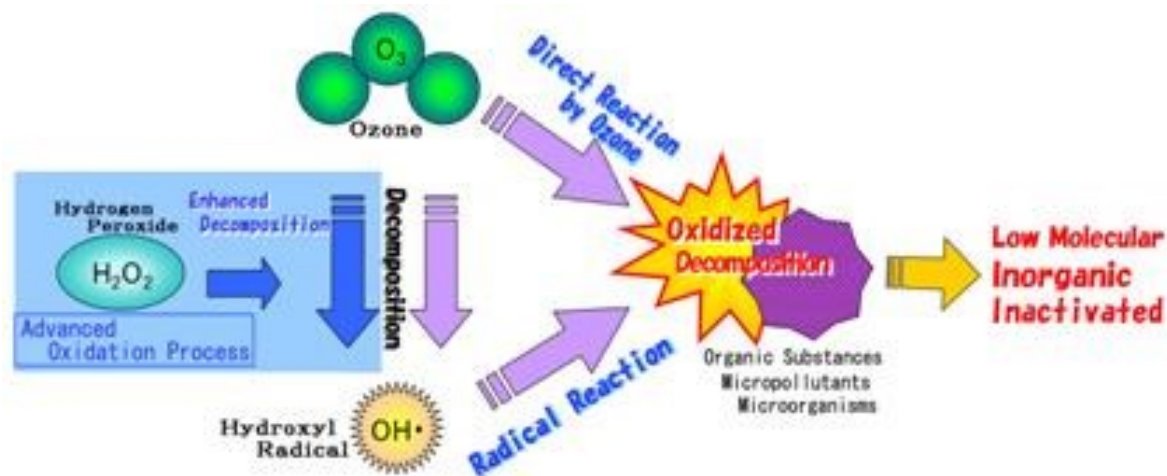 O₃
Ozone
Direct Reaction
by Ozone
Hydrogen
Peroxide
H₂O₂
Enhanced
Decomposition
Decomposition
Advanced
Oxidation Process
Hydroxyl
Radical
OH·
Radical Reaction
Oxidized
Decomposition
Organic Substances
Micropollutants
Microorganisms
Low Molecular
Inorganic
Inactivated